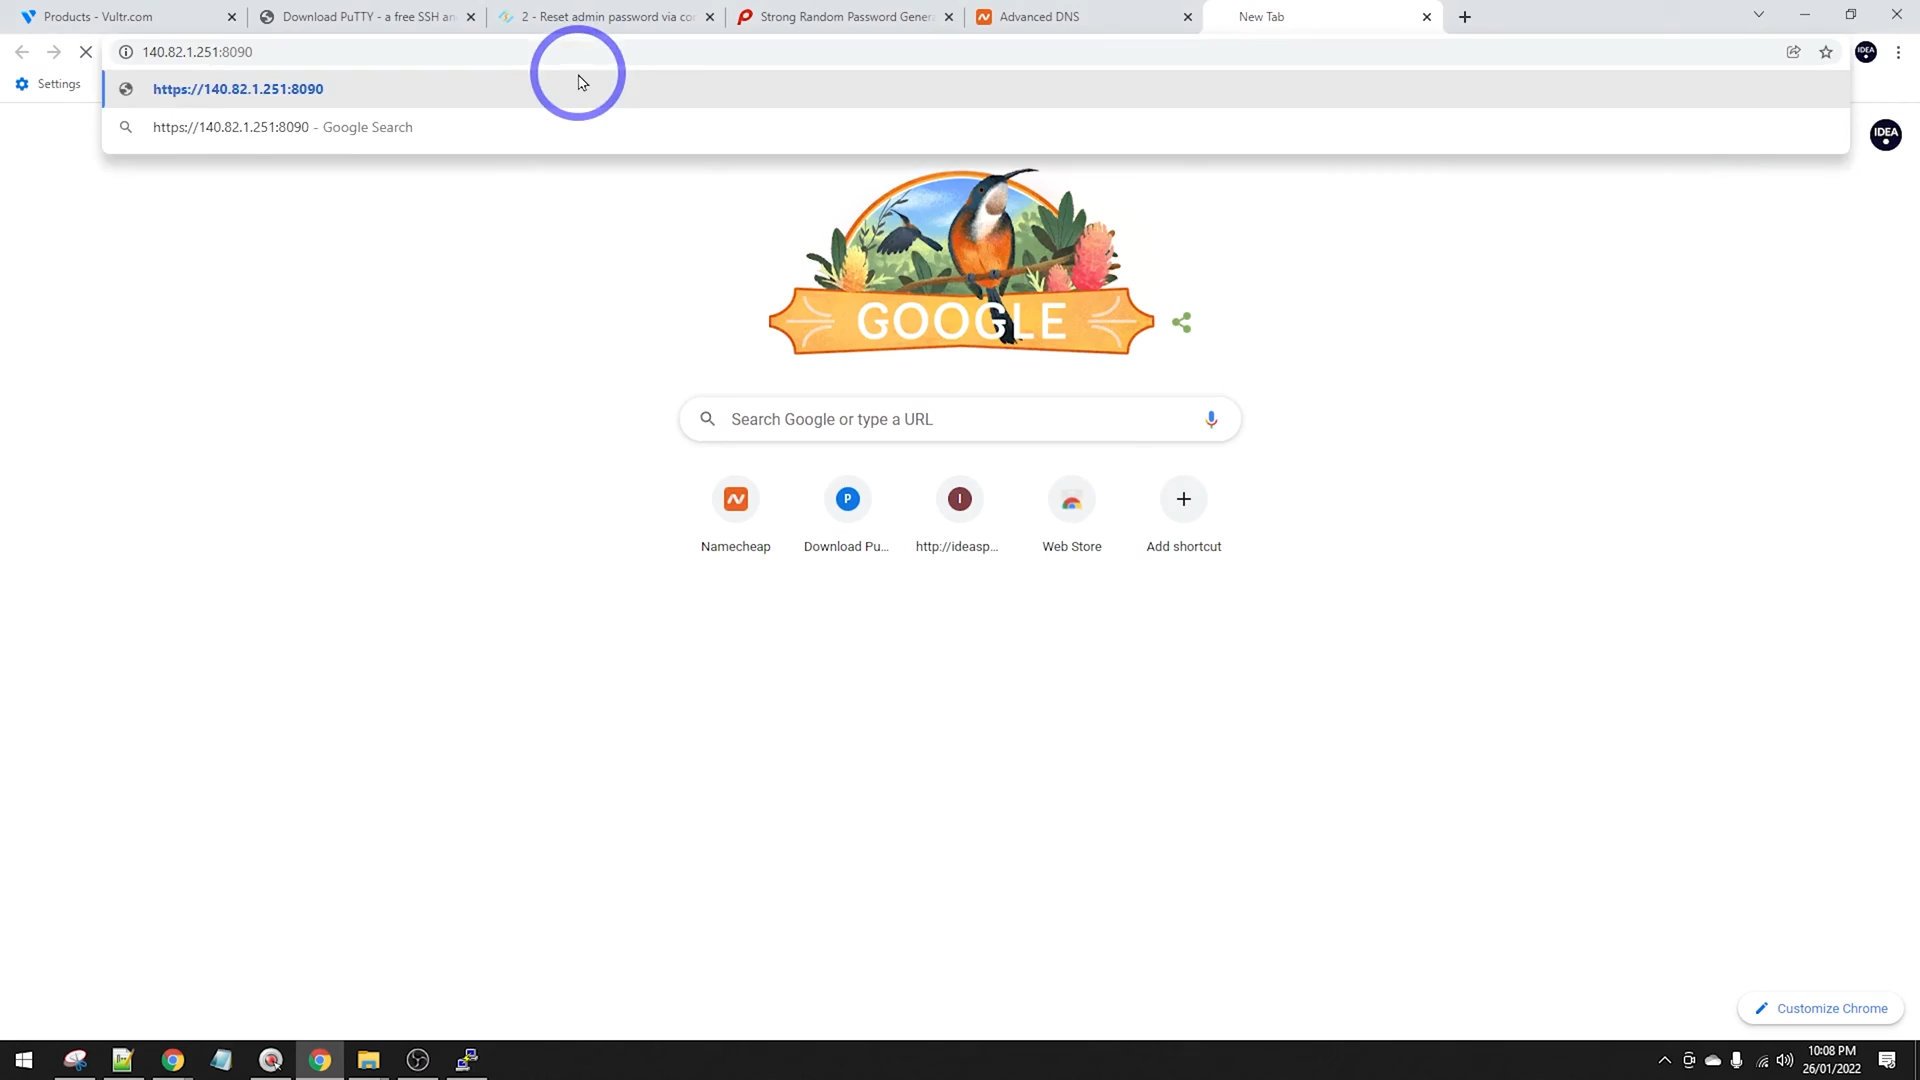 Products - Vultr.com
Download PuTTY - a free SSH an
2 - Reset admin password via co
Strong Random Password Genera
Advanced DNS
New Tab
140.82.1.251:8090
IDEA
Settings
https://140.82.1.251:8090
https://140.82.1.251:8090 - Google Search
IDEA
GOOGLE
Search Google or type a URL
P
I
Namecheap
Download Pu...
http://ideasp...
Web Store
Add shortcut
Customize Chrome
10:08 PM
26/01/2022